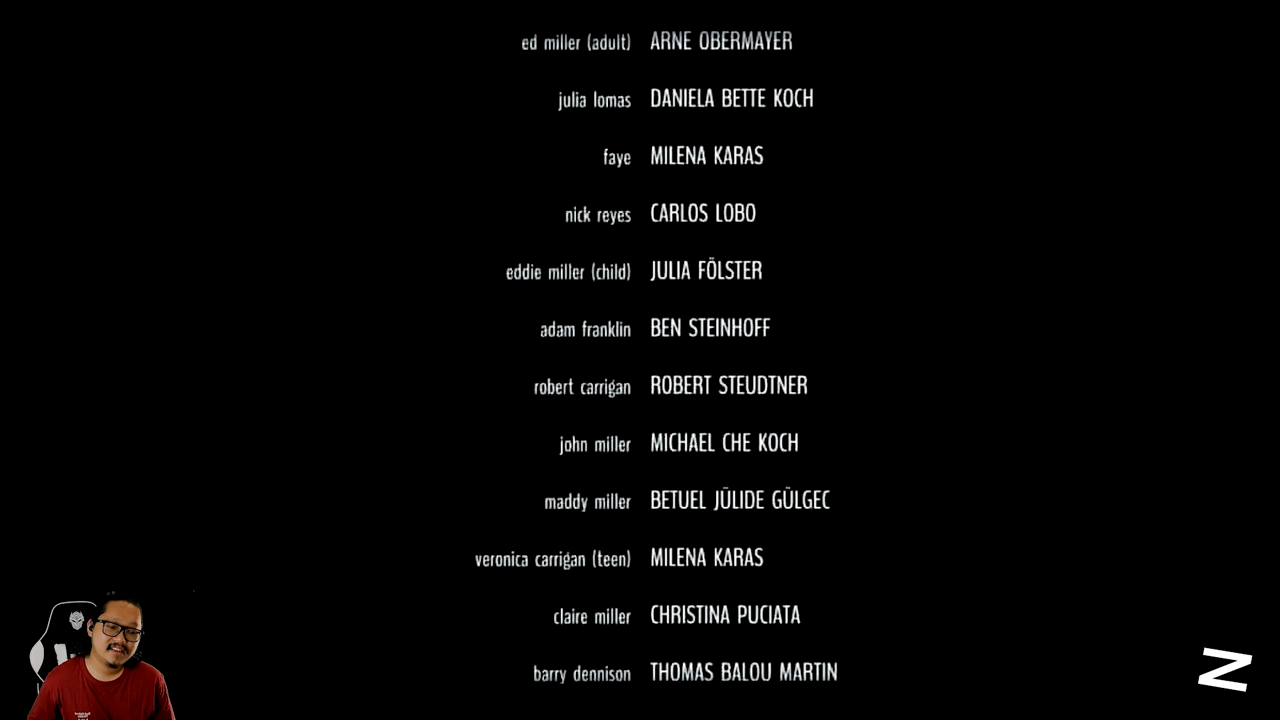 ed miller (adult) ARNE OBERMAYER
julia lomas DANIELA BETTE KOCH
faye MILENA KARAS
nick reyes CARLOS LOBO
eddie miller (child) JULIA FÖLSTER
adam franklin BEN STEINHOFF
robert carrigan ROBERT STEUDTNER
john miller MICHAEL CHE KOCH
maddy miller BETUEL JÜLIDE GÜLGEC
veronica carrigan (teen) MILENA KARAS
claire miller CHRISTINA PUCIATA
barry dennison THOMAS BALOU MARTIN
Z